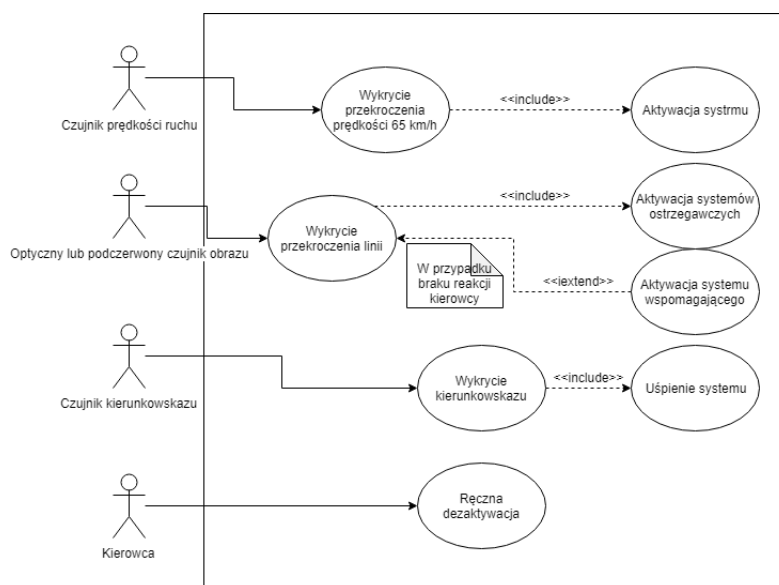 Czujnik prędkości ruchu
Wykrycie
przekroczenia
prędkości 65 km/h
<<include>>
Aktywacja systrmu
Optyczny lub podczerwony czujnik obrazu
Wykrycie
przekroczenia linii
<<include>>
Aktywacja systemów
ostrzegawczych
W przypadku
braku reakcji
kierowcy
<<iextend>>
Aktywacja systemu
wspomagającego
Czujnik kierunkowskazu
Wykrycie
kierunkowskazu
<<include>>
Uśpienie systemu
Kierowca
Ręczna
dezaktywacja